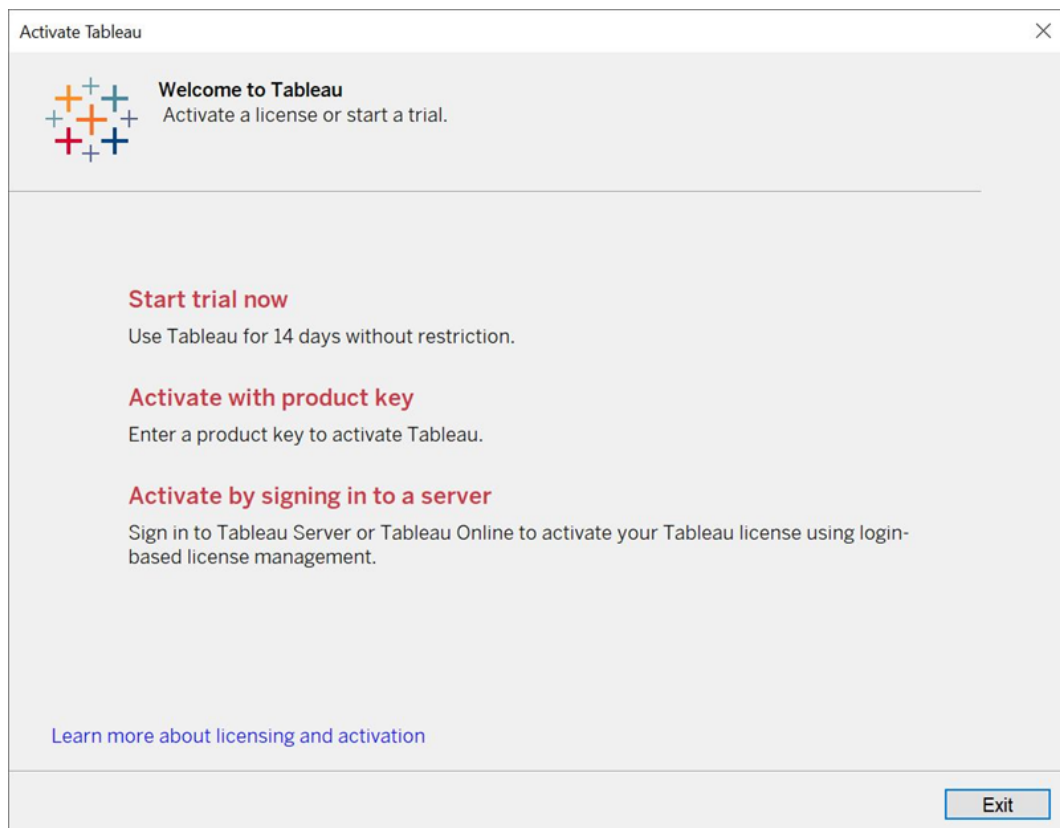 Activate Tableau
Welcome to Tableau
Activate a license or start a trial.
Start trial now
Use Tableau for 14 days without restriction.
Activate with product key
Enter a product key to activate Tableau.
Activate by signing in to a server
Sign in to Tableau Server or Tableau Online to activate your Tableau license using login-
based license management.
Learn more about licensing and activation
Exit